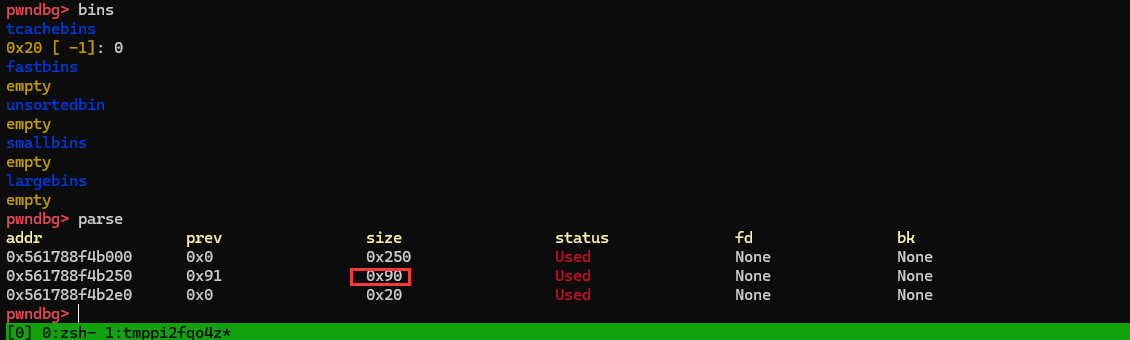 pwndbg> bins
tcachebins
0x20 [ -1]: 0
fastbins
empty
unsortedbin
empty
smallbins
empty
largebins
empty
pwndbg> parse
addr prev size status fd bk
0x561788f4b000 0x0 0x250 Used None None
0x561788f4b250 0x91 0x90 Used None None
0x561788f4b2e0 0x0 0x20 Used None None
pwndbg>
[0] 0:zsh- 1:tmppi2fqo4z*